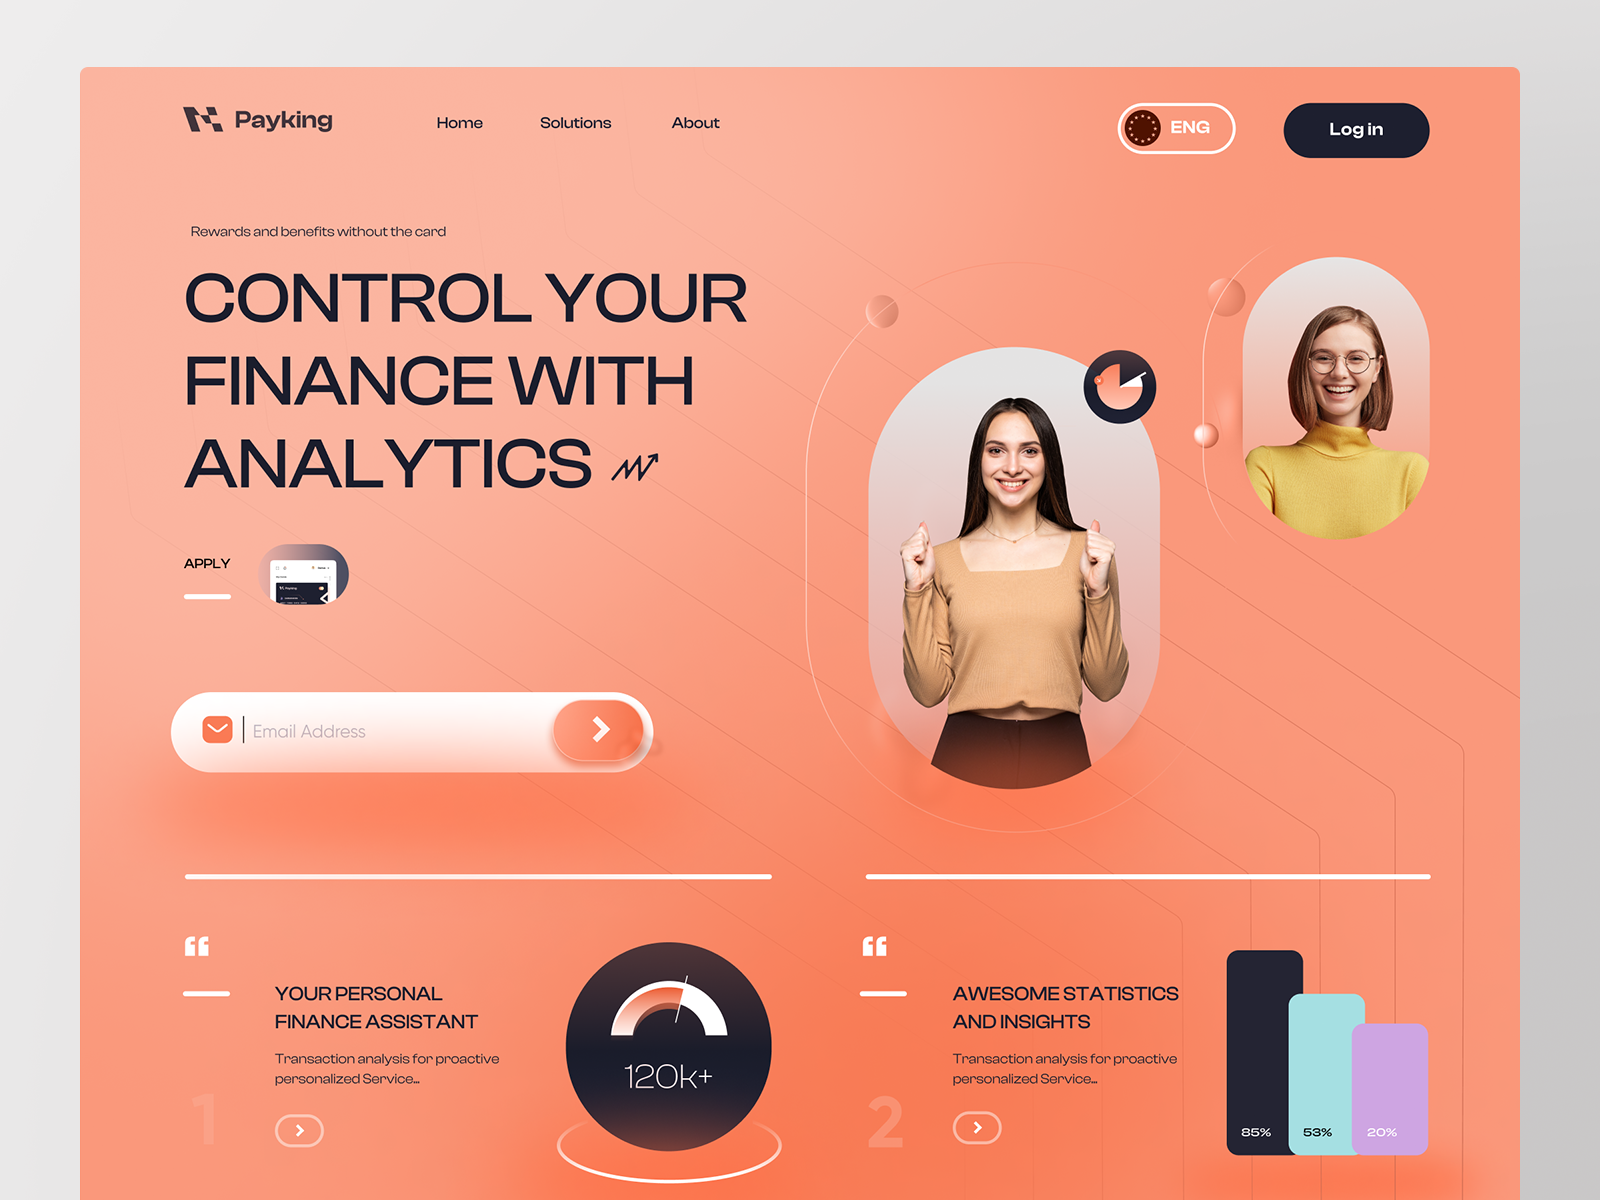 Payking
Home
Solutions
About
ENG
Log in
Rewards and benefits without the card
CONTROL YOUR
FINANCE WITH
ANALYTICS
APPLY
Email Address
YOUR PERSONAL
FINANCE ASSISTANT
Transaction analysis for proactive
personalized Service...
1
120k+
AWESOME STATISTICS
AND INSIGHTS
Transaction analysis for proactive
personalized Service...
2
85%
53%
20%